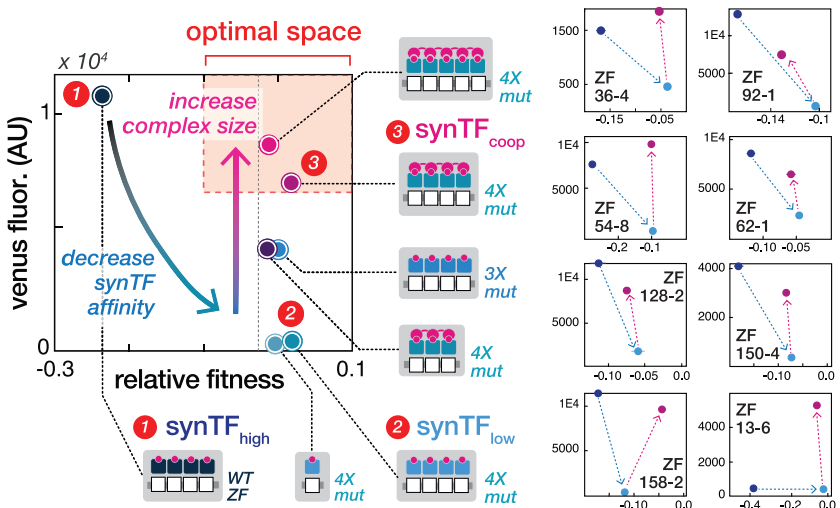 optimal space
x 10⁴
1
increase
complex size
3
decrease
synTF
affinity
2
1
0
venus fluor. (AU)
-0.3
relative fitness
0.1
4X
mut
3 synTFcoop
4X
mut
3X
mut
4X
mut
1 synTFhigh
WT
ZF
4X
mut
2 synTFlow
4X
mut
1500
500
ZF
36-4
-0.15
-0.05
1E4
5000
ZF
92-1
-0.14
-0.1
5000
ZF
54-8
-0.2
-0.1
5000
ZF
62-1
-0.10
-0.05
1E4
5000
ZF
128-2
-0.10
-0.05
0.0
4000
2000
ZF
150-4
-0.10
0.0
1E4
5000
ZF
158-2
-0.10
-0.05
0.0
ZF
13-6
4000
2000
0
-0.4
-0.2
0.0